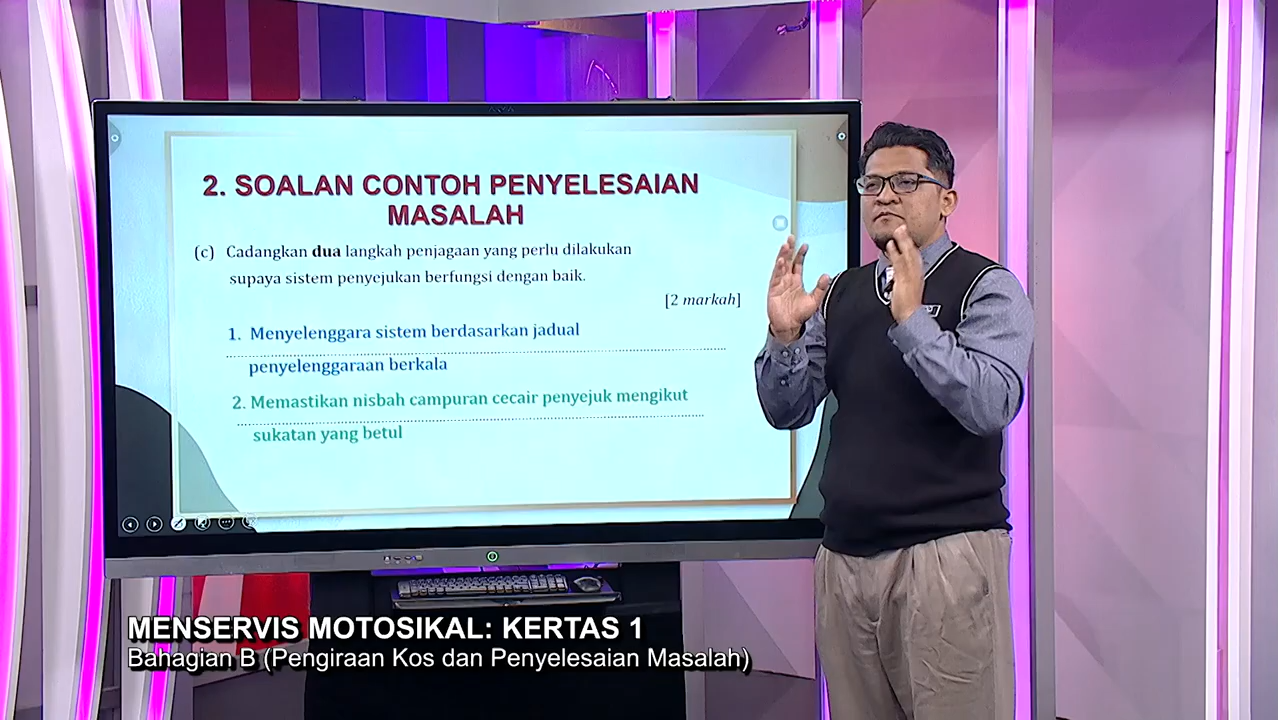 2. SOALAN CONTOH PENYELESAIAN
MASALAH
(c) Cadangkan dua langkah penjagaan yang perlu dilakukan
supaya sistem penyejukan berfungsi dengan baik.
[2 markah]
1. Menyelenggara sistem berdasarkan jadual
penyelenggaraan berkala
2. Memastikan nisbah campuran cecair penyejuk mengikut
sukatan yang betul
MENSERVIS MOTOSIKAL: KERTAS 1
Bahagian B (Pengiraan Kos dan Penyelesaian Masalah)